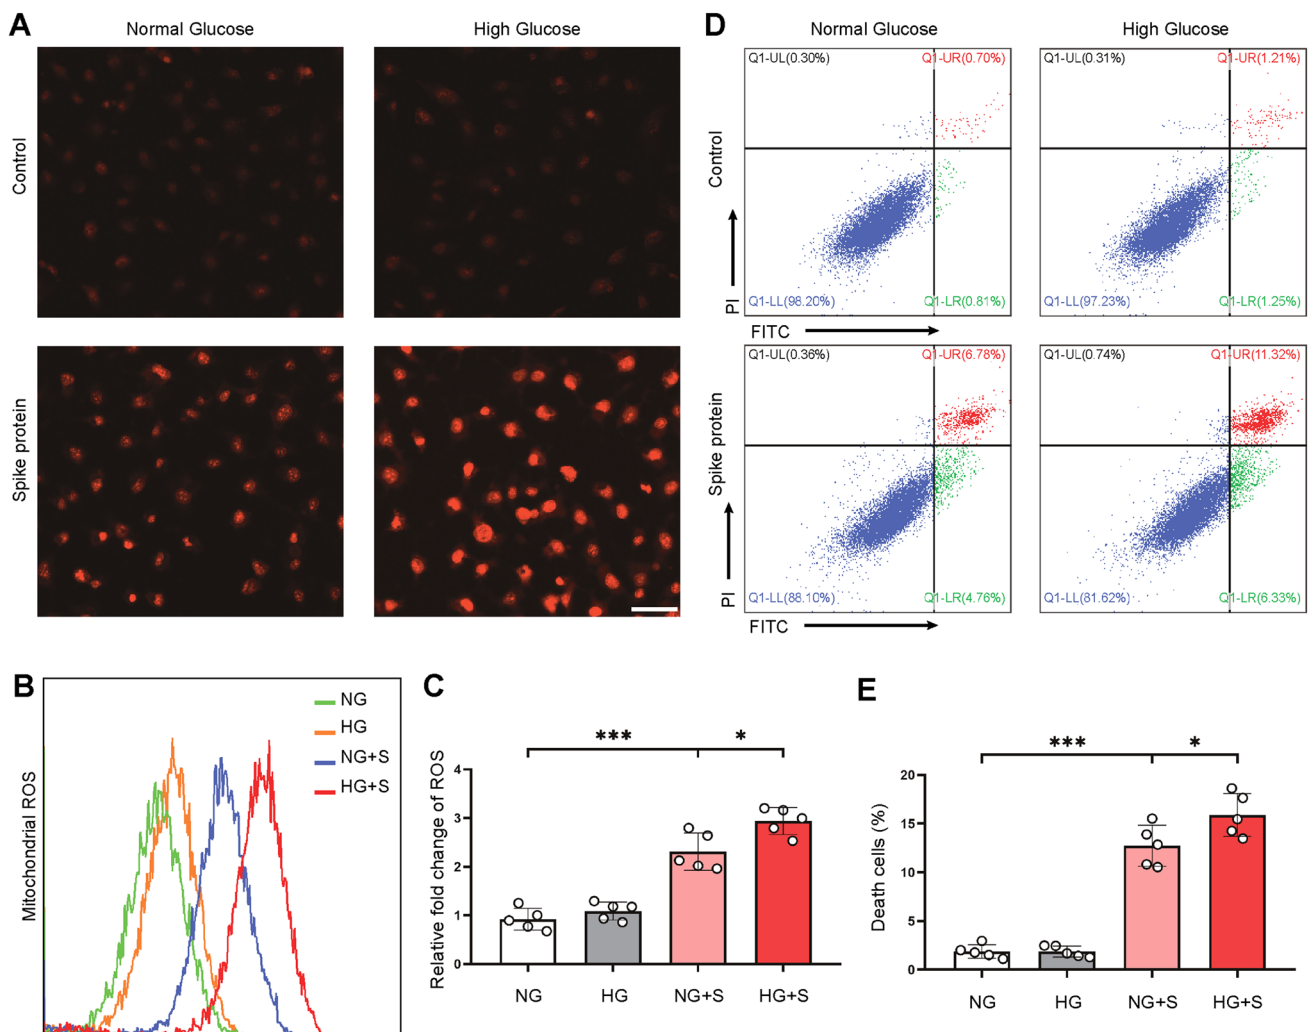 A
Normal Glucose
High Glucose
Control
Spike protein
D
Normal Glucose
High Glucose
Control
Q1-UL(0.30%)
Q1-UR(0.70%)
Q1-LL(98.20%)
Q1-LR(0.81%)
Q1-UL(0.31%)
Q1-UR(1.21%)
Q1-LL(97.23%)
Q1-LR(1.25%)
PI
FITC
Spike protein
Q1-UL(0.36%)
Q1-UR(6.78%)
Q1-LL(88.10%)
Q1-LR(4.76%)
Q1-UL(0.74%)
Q1-UR(11.32%)
Q1-LL(81.62%)
Q1-LR(6.33%)
PI
FITC
B
Mitochondrial ROS
NG
HG
NG+S
HG+S
C
Relative fold change of ROS
*** *
4
3
2
1
0
NG HG NG+S HG+S
E
Death cells (%)
*** *
20
15
10
5
0
NG HG NG+S HG+S